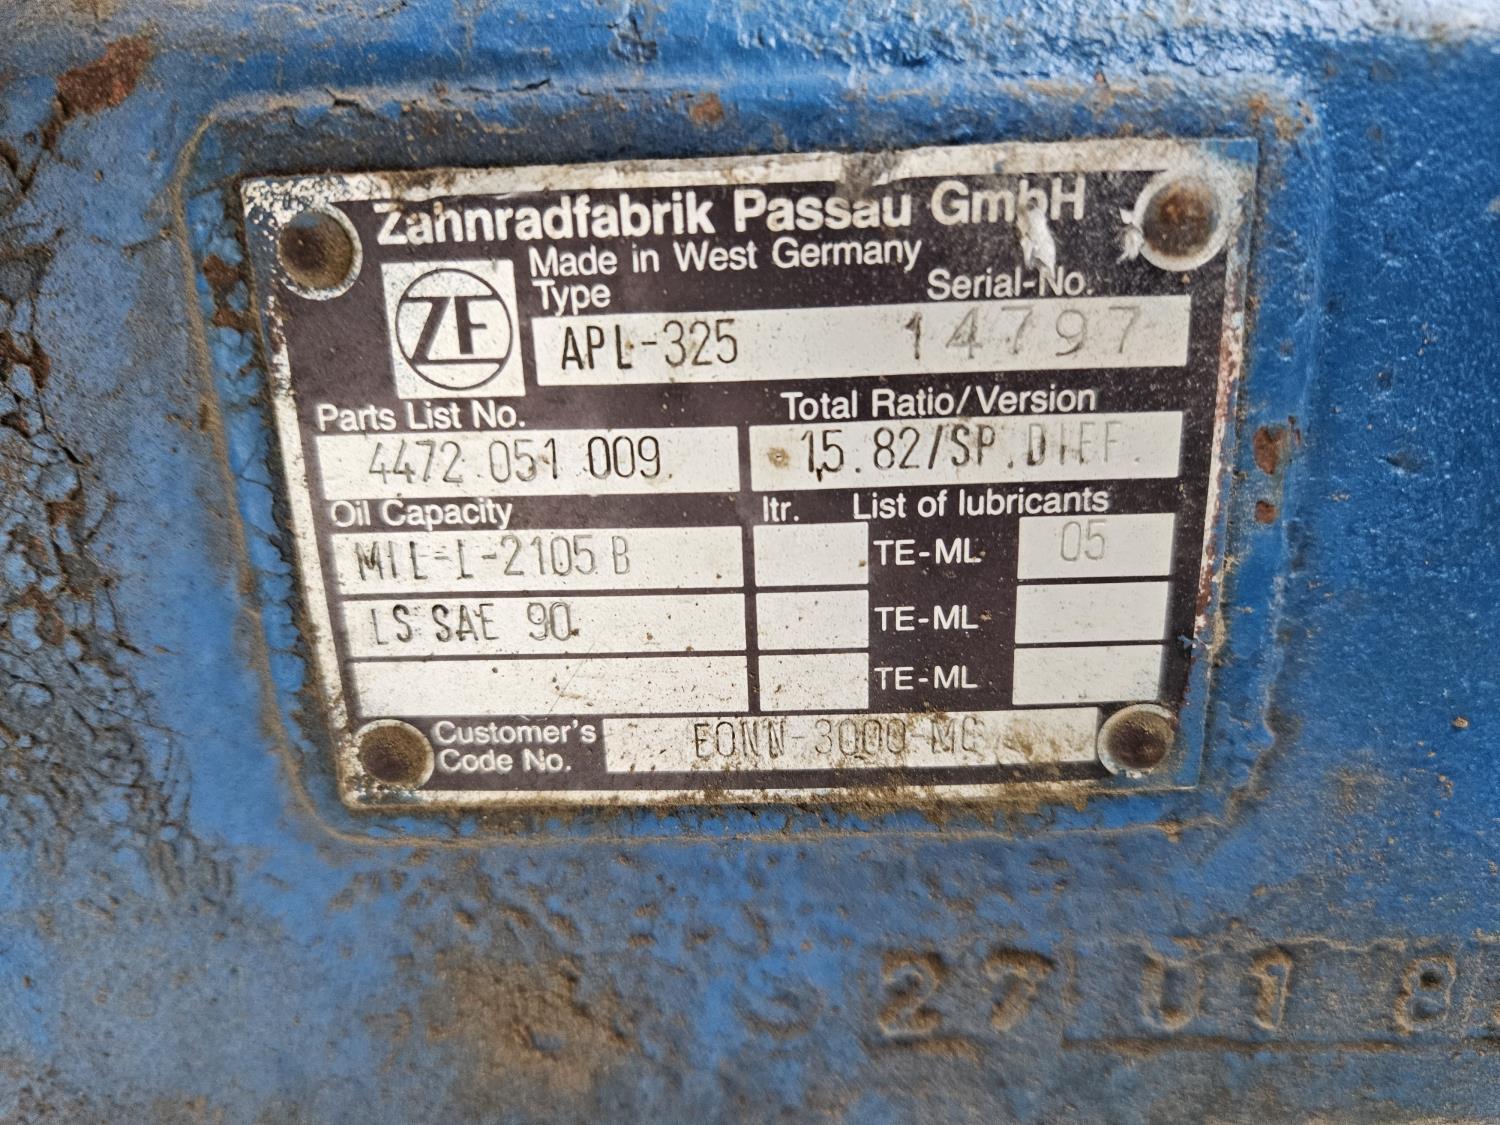 Zahnradfabrik Passau GmbH
Made in West Germany
ZF
Type Serial-No.
APL-325 14797
Parts List No. Total Ratio/Version
4472 051 009 15.82/SP.DIFF.
Oil Capacity ltr. List of lubricants
MIL-L-2105 B TE-ML 05
LS SAE 90 TE-ML
TE-ML
Customer's
Code No. EONN-3000-MC
27 01 8